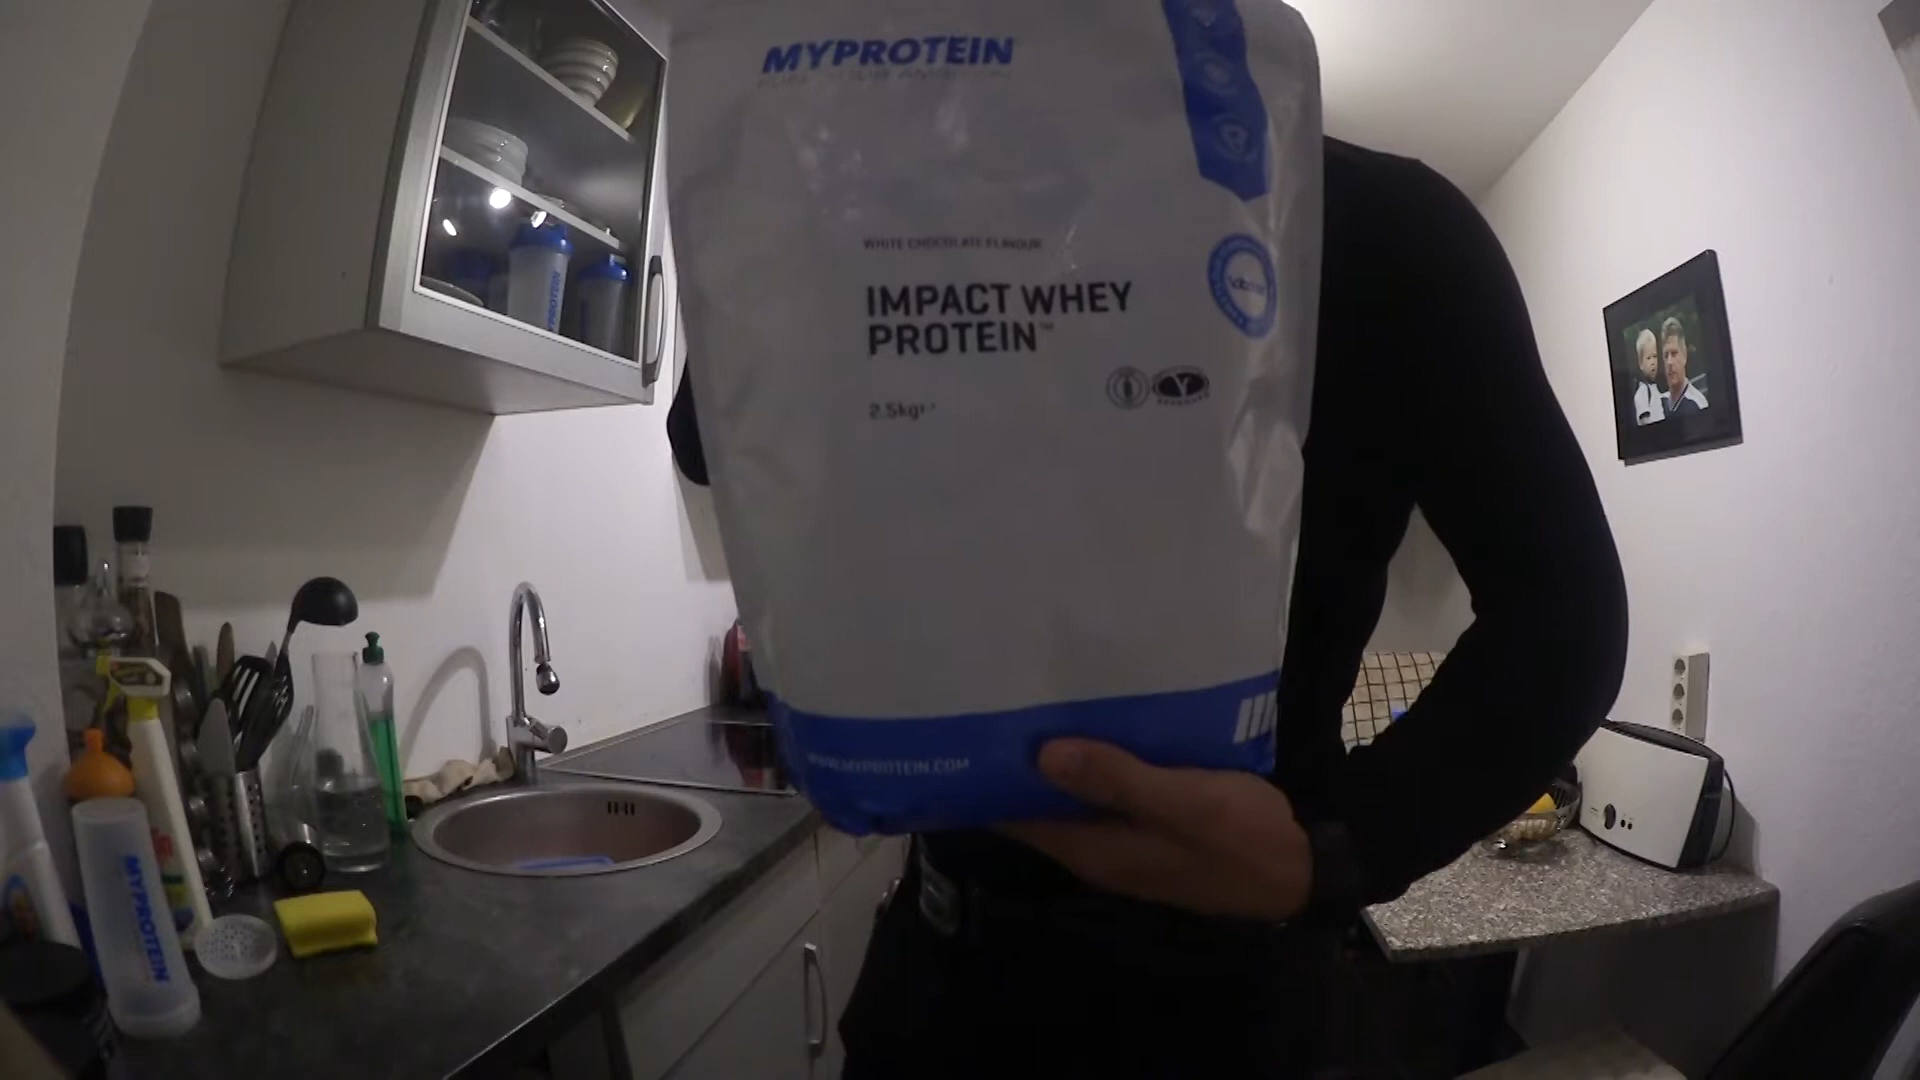 MYPROTEIN
WHITE CHOCOLATE FLAVOUR
IMPACT WHEY
PROTEIN™
2.5kg
WWW.MYPROTEIN.COM
MYPROTEIN